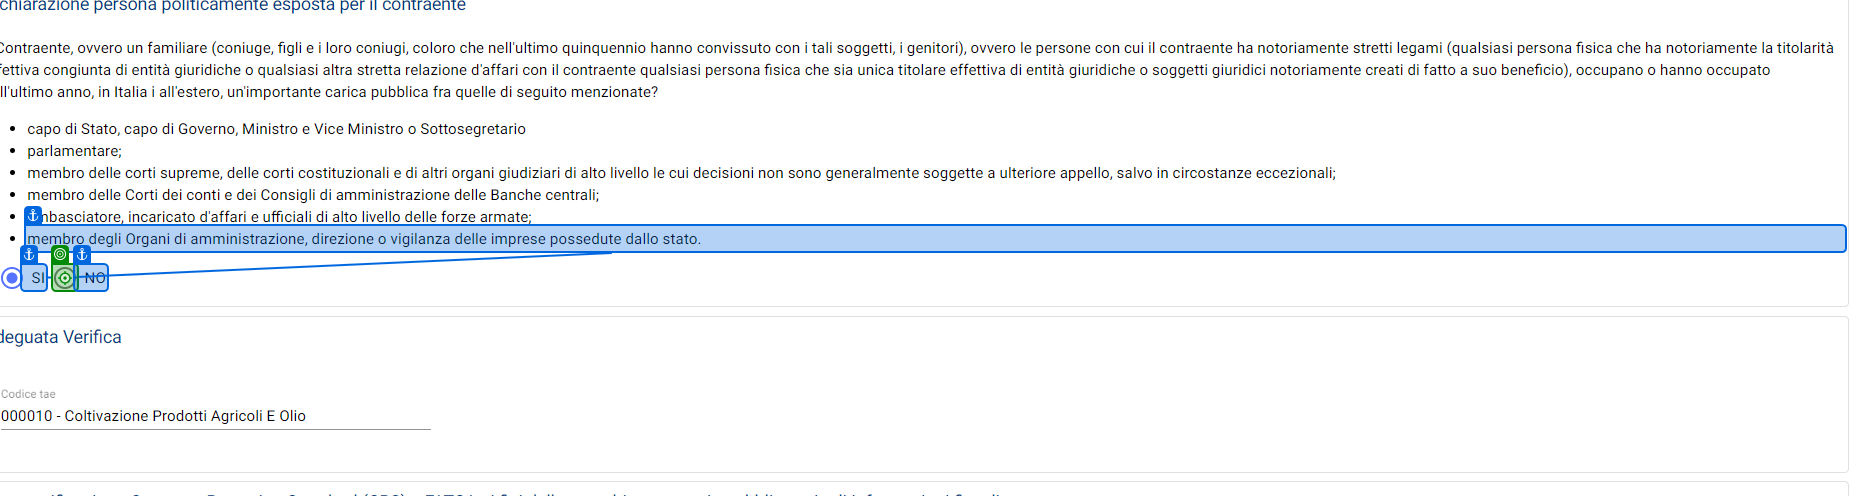 chiarazione persona politicamente esposta per il contraente
Contraente, ovvero un familiare (coniuge, figli e i loro coniugi, coloro che nell'ultimo quinquennio hanno convissuto con i tali soggetti, i genitori), ovvero le persone con cui il contraente ha notoriamente stretti legami (qualsiasi persona fisica che ha notoriamente la titolarità
fettiva congiunta di entità giuridiche o qualsiasi altra stretta relazione d'affari con il contraente qualsiasi persona fisica che sia unica titolare effettiva di entità giuridiche o soggetti giuridici notoriamente creati di fatto a suo beneficio), occupano o hanno occupato
ll'ultimo anno, in Italia i all'estero, un'importante carica pubblica fra quelle di seguito menzionate?
• capo di Stato, capo di Governo, Ministro e Vice Ministro o Sottosegretario
• parlamentare;
• membro delle corti supreme, delle corti costituzionali e di altri organi giudiziari di alto livello le cui decisioni non sono generalmente soggette a ulteriore appello, salvo in circostanze eccezionali;
• membro delle Corti dei conti e dei Consigli di amministrazione delle Banche centrali;
• mbasciatore, incaricato d'affari e ufficiali di alto livello delle forze armate;
• membro degli Organi di amministrazione, direzione o vigilanza delle imprese possedute dallo stato.
SI NO
deguata Verifica
Codice tae
000010 - Coltivazione Prodotti Agricoli E Olio